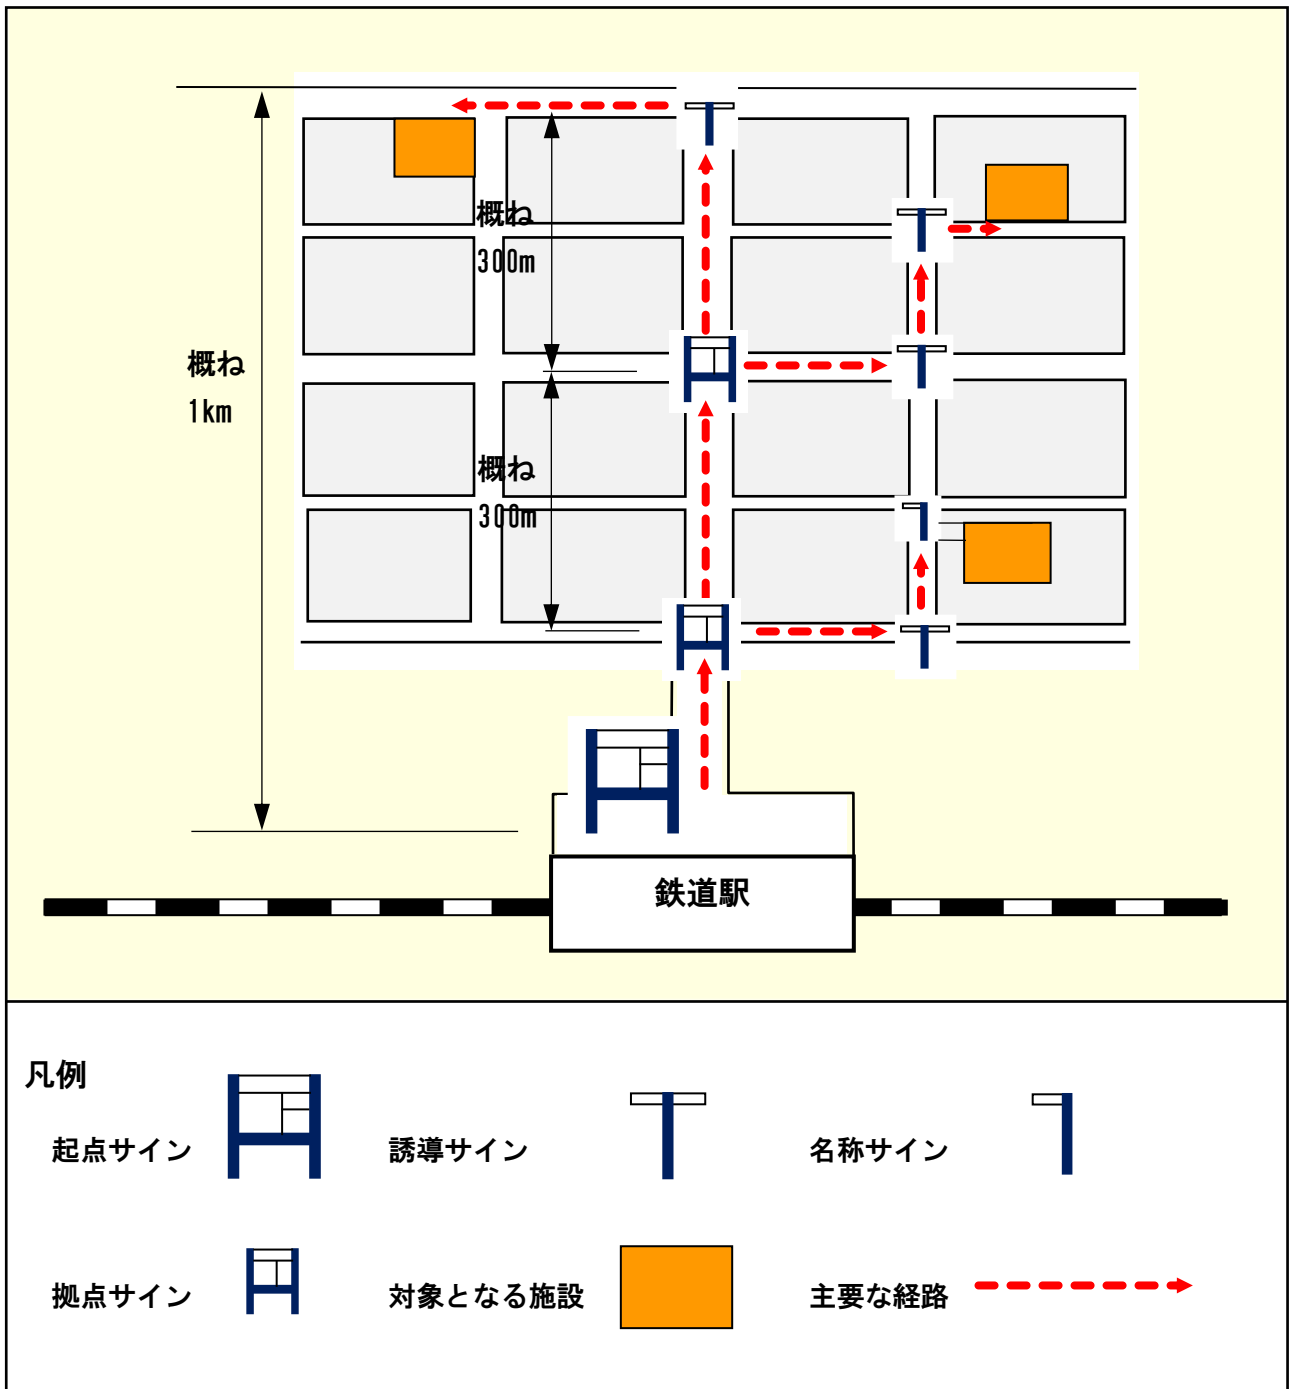 概ね
300m
概ね
1km
概ね
300m
鉄道駅
凡例
起点サイン
誘導サイン
名称サイン
拠点サイン
対象となる施設
主要な経路